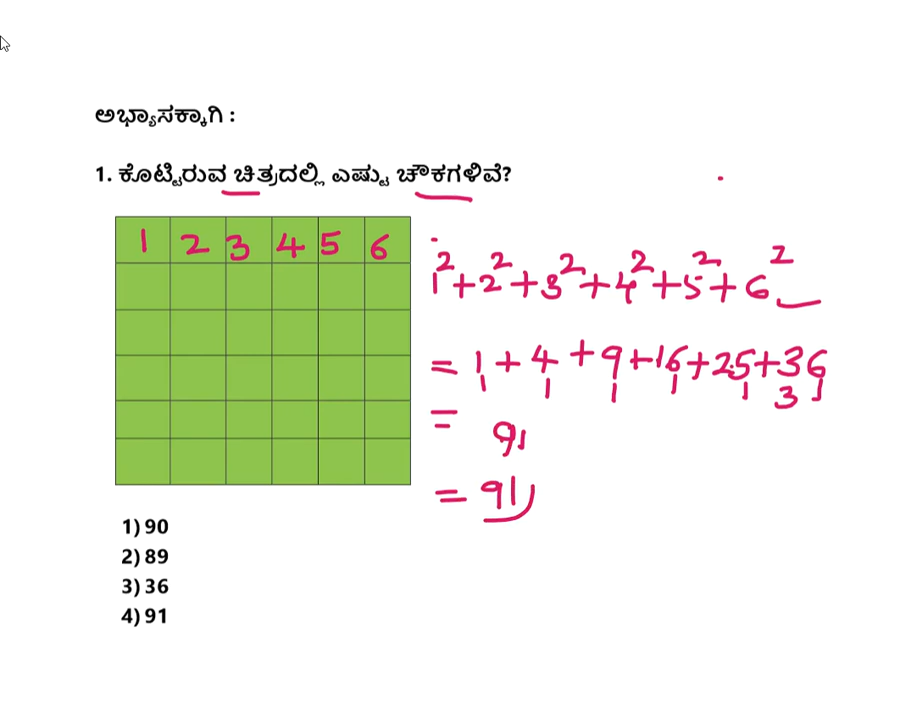 ಅಭ್ಯಾಸಕ್ಕಾಗಿ :
1. ಕೊಟ್ಟಿರುವ ಚಿತ್ರದಲ್ಲಿ ಎಷ್ಟು ಚೌಕಗಳಿವೆ?
1 2 3 4 5 6
1² + 2² + 3² + 4² + 5² + 6²
= 1 + 4 + 9 + 16 + 25 + 36
3
= 91
= 91
1) 90
2) 89
3) 36
4) 91